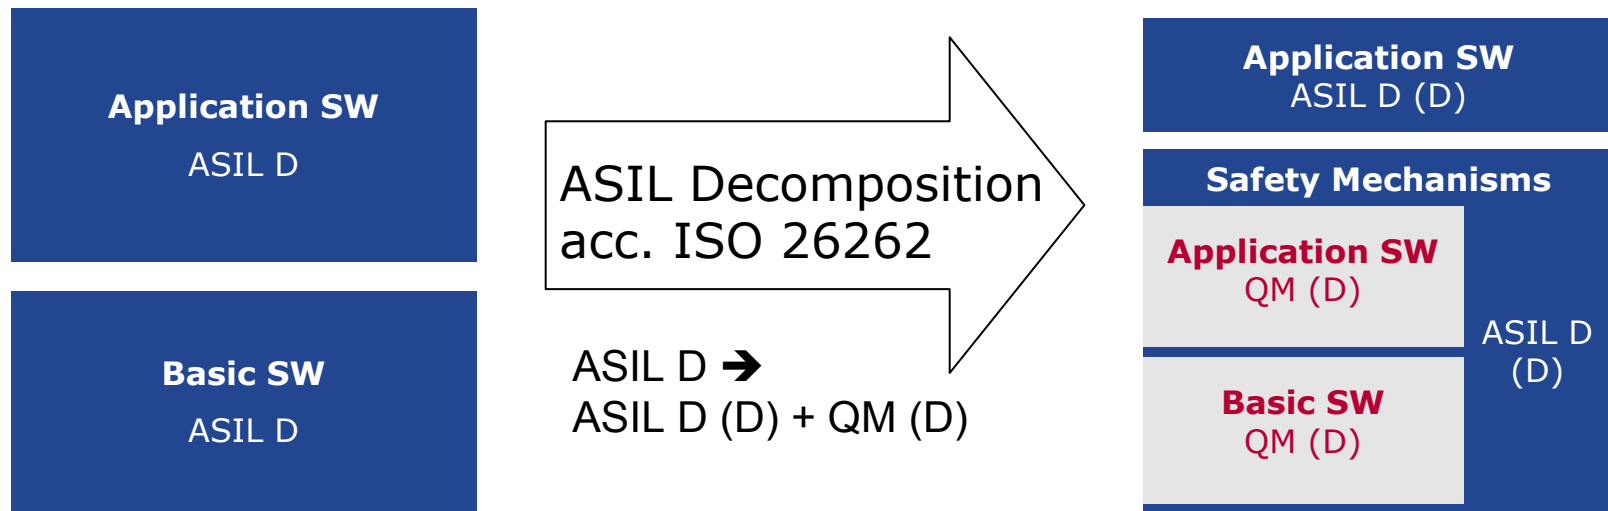 Application SW
ASIL D
Basic SW
ASIL D
ASIL Decomposition
acc. ISO 26262
ASIL D ➔
ASIL D (D) + QM (D)
Application SW
ASIL D (D)
Safety Mechanisms
Application SW
QM (D)
Basic SW
QM (D)
ASIL D
(D)